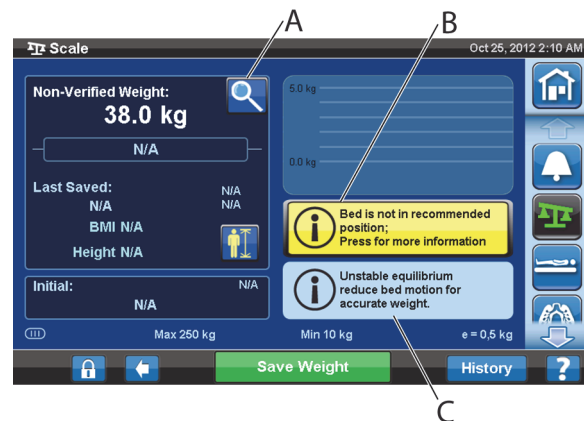 A
B
Scale
Oct 25, 2012 2:10 AM
Non-Verified Weight:
38.0 kg
N/A
Last Saved:
N/A
N/A
N/A
BMI N/A
Height N/A
Initial:
N/A
N/A
5.0 kg
0.0 kg
Bed is not in recommended
position;
Press for more information
Unstable equilibrium
reduce bed motion for
accurate weight.
Max 250 kg
Min 10 kg
e = 0,5 kg
Save Weight
History
?
C